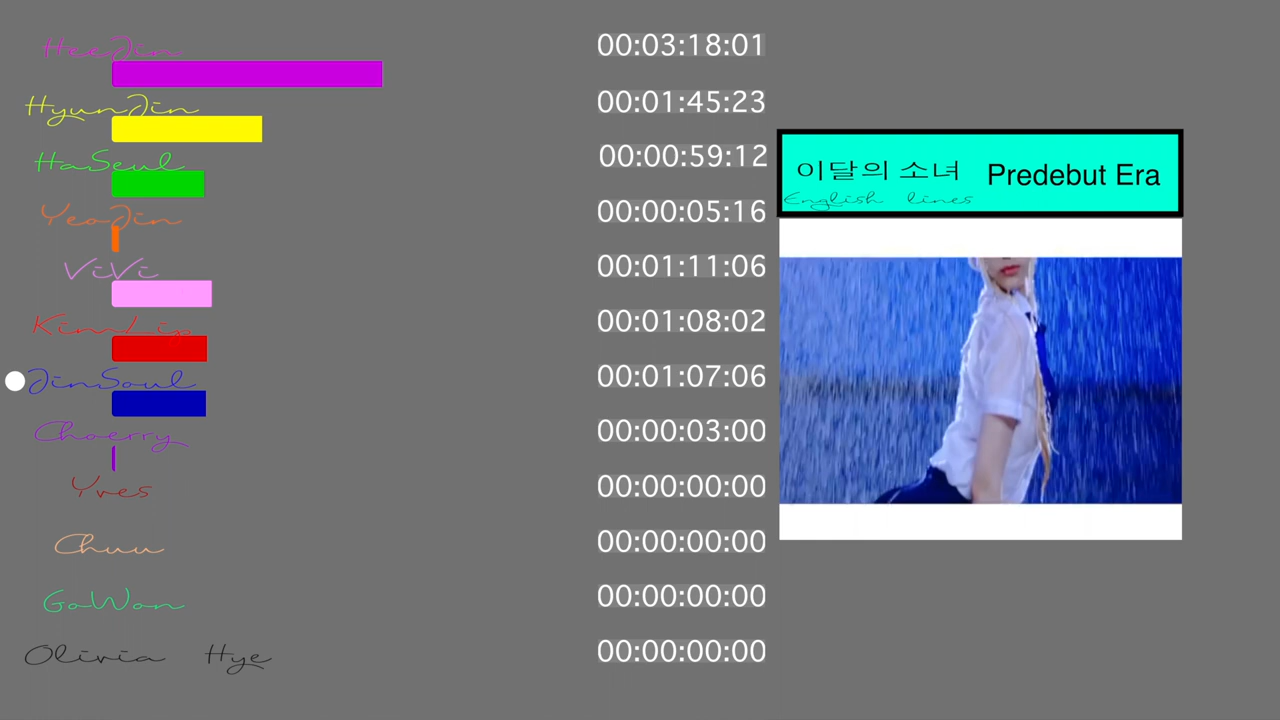 HeeJin 00:03:18:01
HyunJin 00:01:45:23
HaSeul 00:00:59:12
YeoJin 00:00:05:16
ViVi 00:01:11:06
KimLip 00:01:08:02
JinSoul 00:01:07:06
Choerry 00:00:03:00
Yves 00:00:00:00
Chuu 00:00:00:00
GoWon 00:00:00:00
Olivia Hye 00:00:00:00
이달의 소녀 Predebut Era
English lines